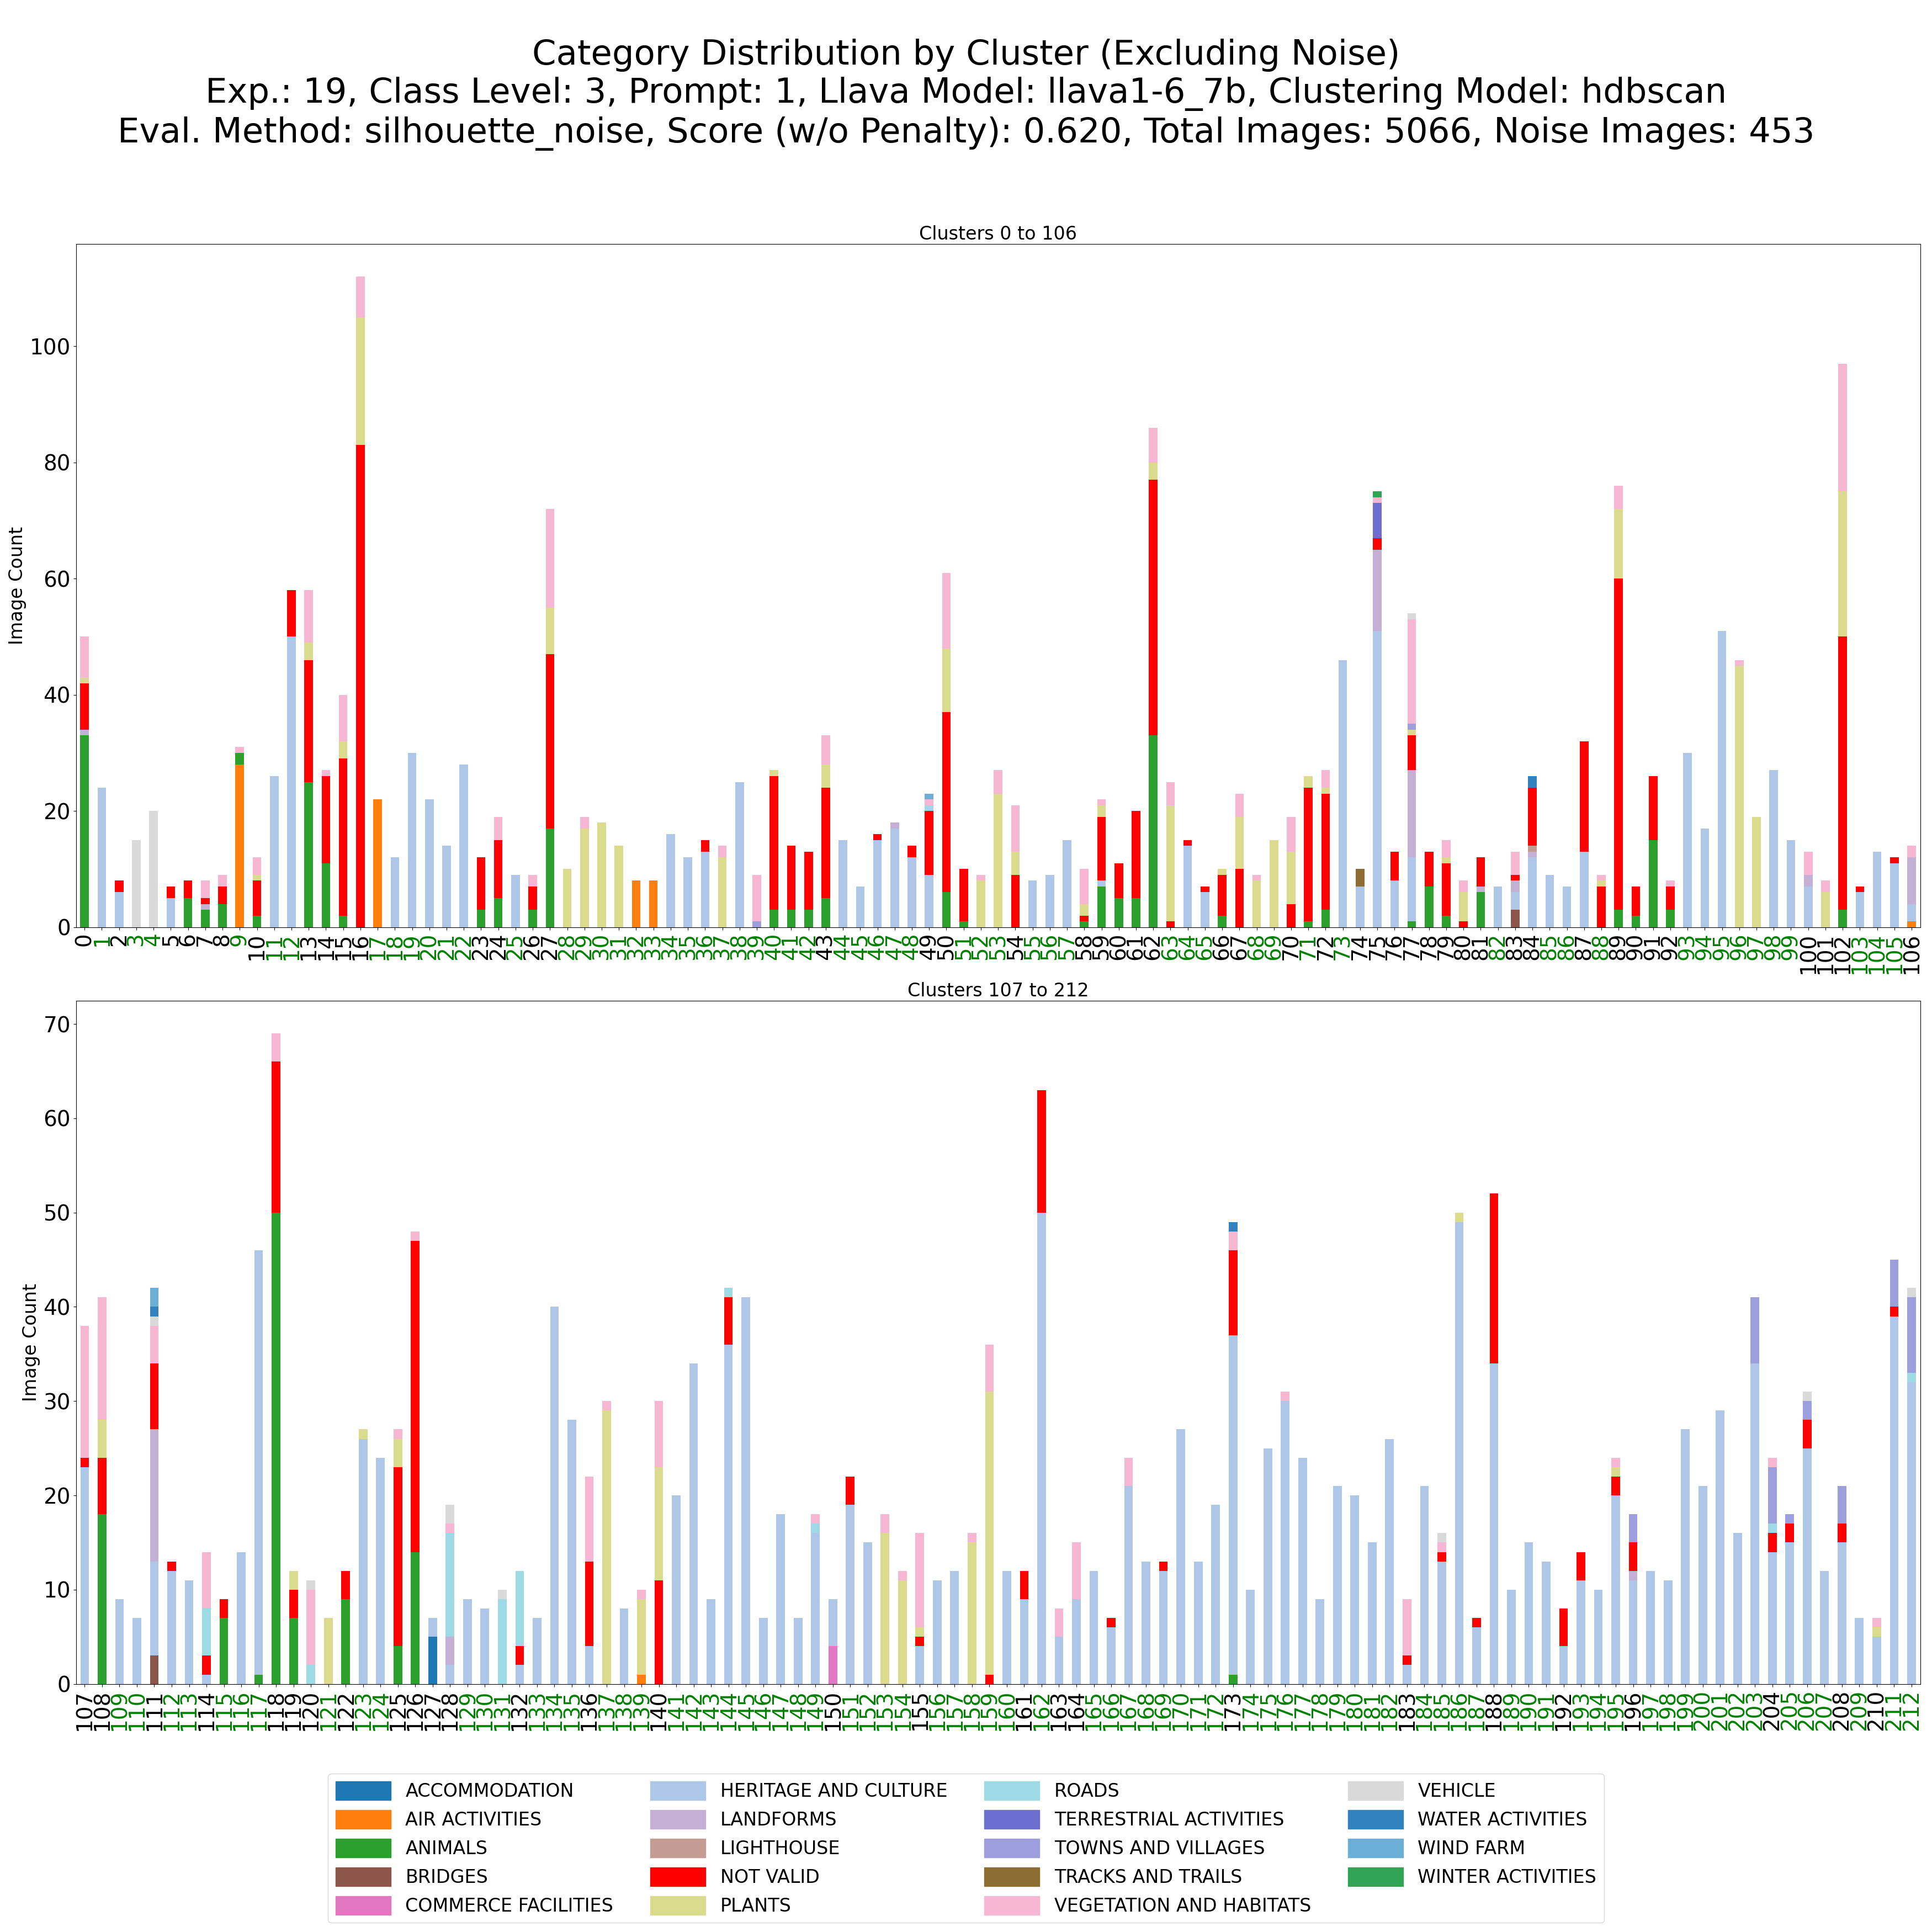 Category Distribution by Cluster (Excluding Noise)
Exp.: 19, Class Level: 3, Prompt: 1, Llava Model: llava1-6_7b, Clustering Model: hdbscan
Eval. Method: silhouette_noise, Score (w/o Penalty): 0.620, Total Images: 5066, Noise Images: 453
Clusters 0 to 106
Image Count
100
80
60
40
20
0
0 1 2 3 4 5 6 7 8 9 10 11 12 13 14 15 16 17 18 19 20 21 22 23 24 25 26 27 28 29 30 31 32 33 34 35 36 37 38 39 40 41 42 43 44 45 46 47 48 49 50 51 52 53 54 55 56 57 58 59 60 61 62 63 64 65 66 67 68 69 70 71 72 73 74 75 76 77 78 79 80 81 82 83 84 85 86 87 88 89 90 91 92 93 94 95 96 97 98 99 100 101 102 103 104 105 106
Clusters 107 to 212
Image Count
70
60
50
40
30
20
10
0
107 108 109 110 111 112 113 114 115 116 117 118 119 120 121 122 123 124 125 126 127 128 129 130 131 132 133 134 135 136 137 138 139 140 141 142 143 144 145 146 147 148 149 150 151 152 153 154 155 156 157 158 159 160 161 162 163 164 165 166 167 168 169 170 171 172 173 174 175 176 177 178 179 180 181 182 183 184 185 186 187 188 189 190 191 192 193 194 195 196 197 198 199 200 201 202 203 204 205 206 207 208 209 210 211 212
ACCOMMODATION
AIR ACTIVITIES
ANIMALS
BRIDGES
COMMERCE FACILITIES
HERITAGE AND CULTURE
LANDFORMS
LIGHTHOUSE
NOT VALID
PLANTS
ROADS
TERRESTRIAL ACTIVITIES
TOWNS AND VILLAGES
TRACKS AND TRAILS
VEGETATION AND HABITATS
VEHICLE
WATER ACTIVITIES
WIND FARM
WINTER ACTIVITIES